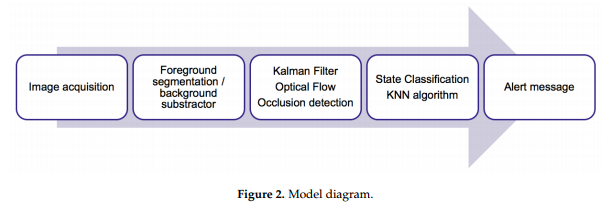 Image acquisition
Foreground
segmentation /
background
substractor
Kalman Filter
Optical Flow
Occlusion detection
State Classification
KNN algorithm
Alert message
Figure 2. Model diagram.